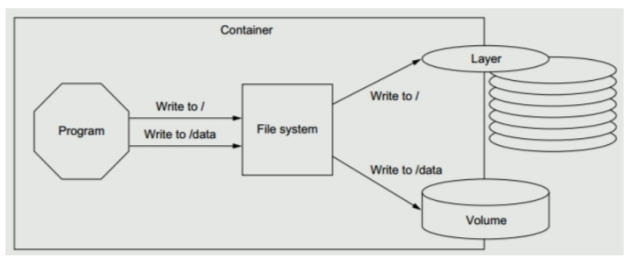 Container
Layer
Write to /
Write to /
Program
Write to /data
File system
Write to /data
Volume